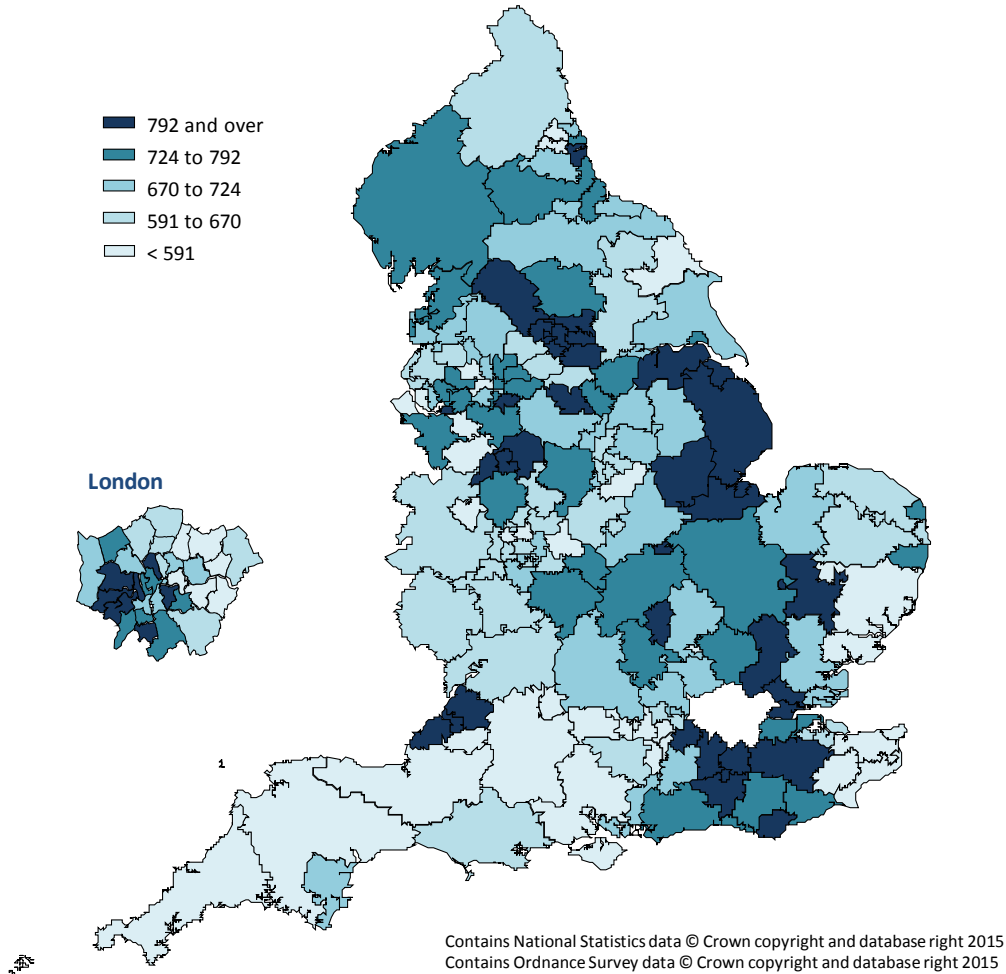 792 and over
724 to 792
670 to 724
591 to 670
< 591
London
1
Contains National Statistics data © Crown copyright and database right 2015
Contains Ordnance Survey data © Crown copyright and database right 2015